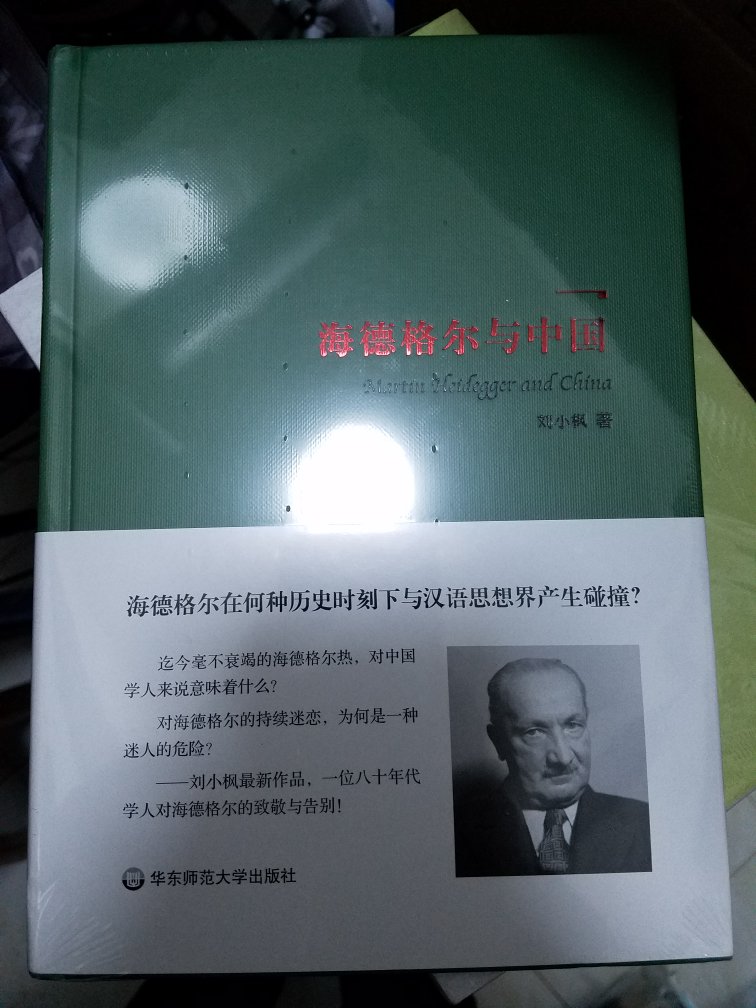 海德格尔与中国
Martin Heidegger and China
刘小枫 著
海德格尔在何种历史时刻下与汉语思想界产生碰撞?
迄今毫不衰竭的海德格尔热，对中国
学人来说意味着什么?
对海德格尔的持续迷恋，为何是一种
迷人的危险?
——刘小枫最新作品，一位八十年代
学人对海德格尔的致敬与告别!
华东师范大学出版社